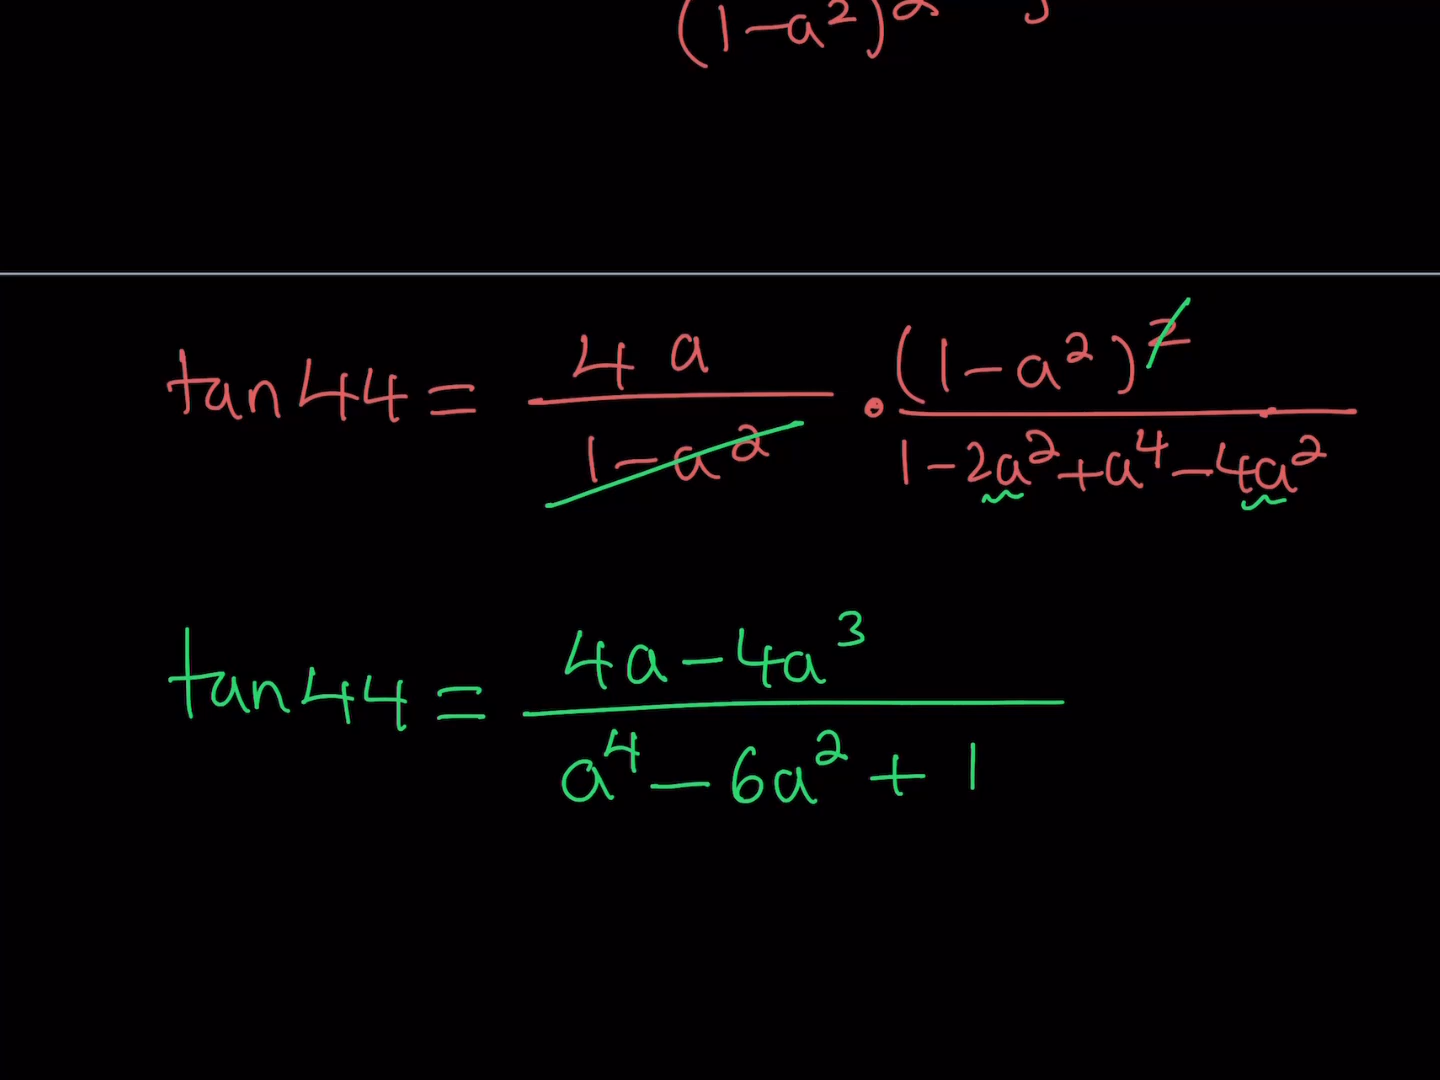 (1-a²)²
tan44 = 4a / 1-a² • (1-a²)² / 1-2a²+a⁴-4a²
tan44 = 4a-4a³ / a⁴-6a²+1